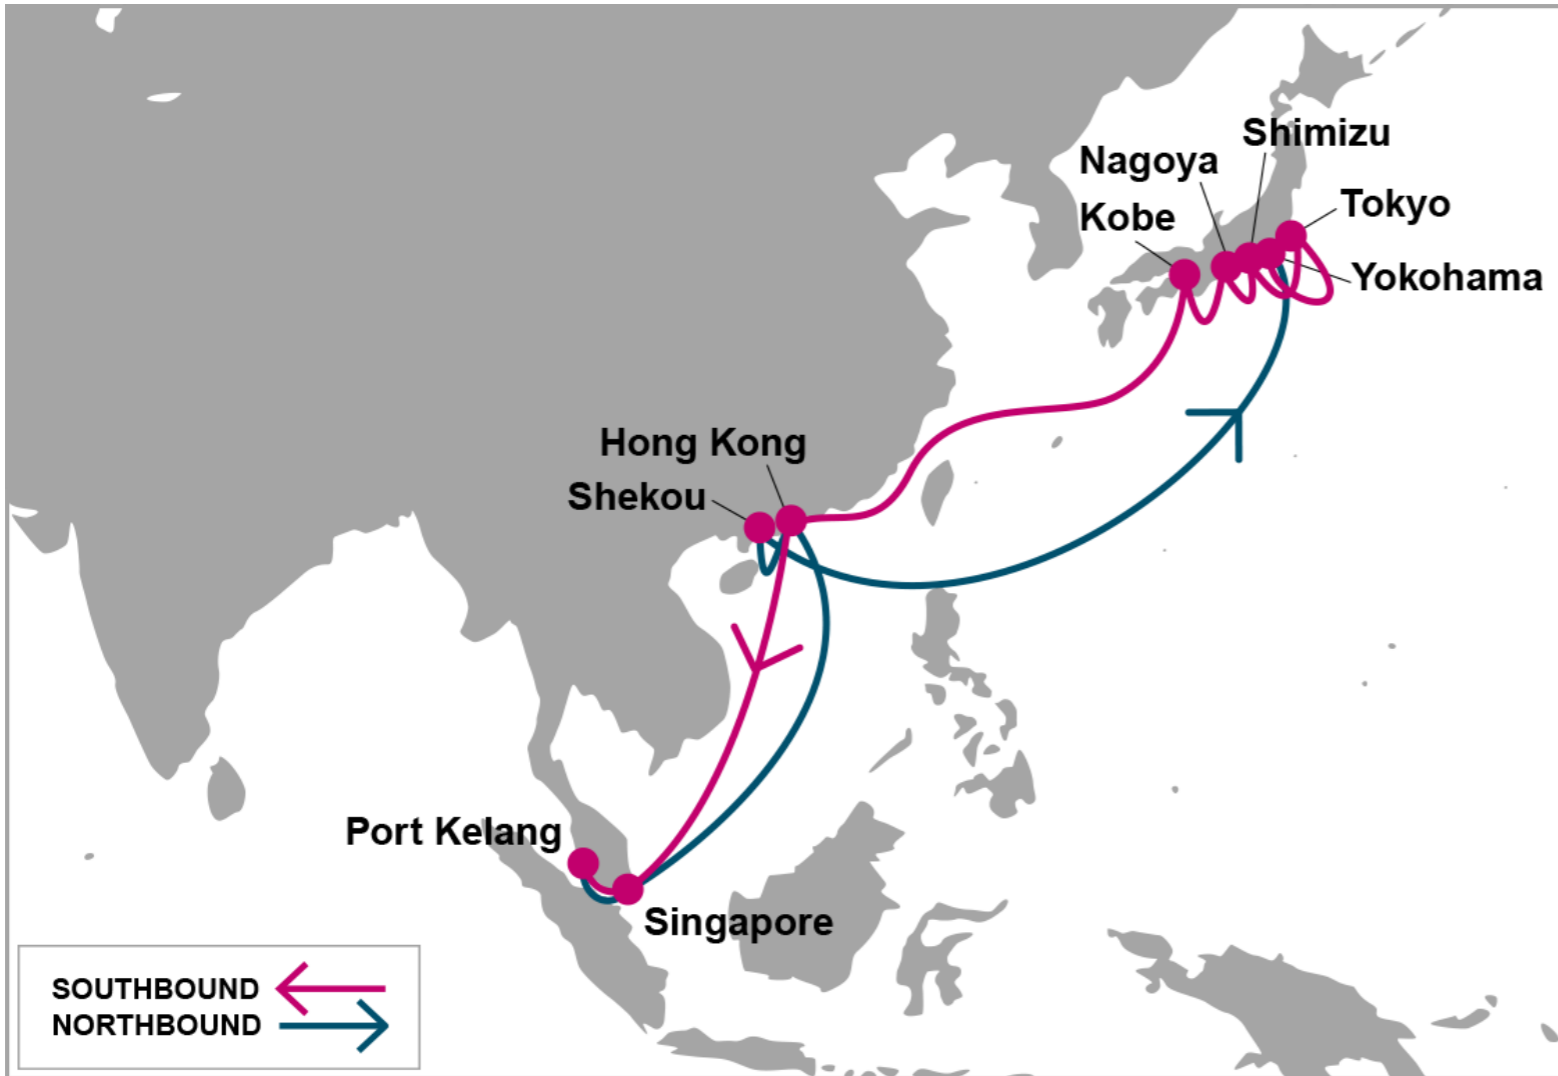 Shimizu
Nagoya
Tokyo
Kobe
Yokohama
Hong Kong
Shekou
Port Kelang
Singapore
SOUTHBOUND
NORTHBOUND